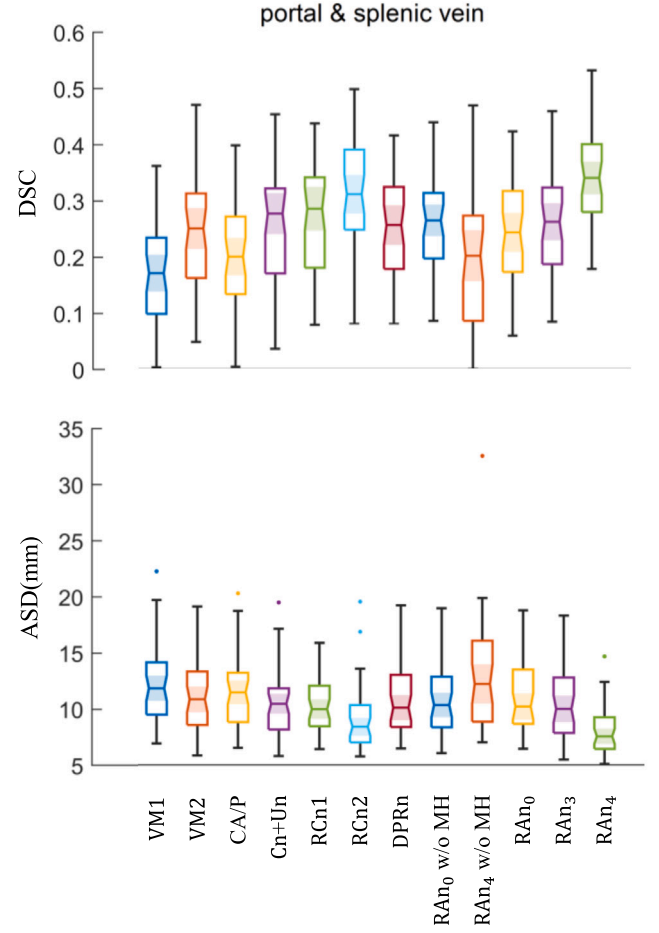 portal & splenic vein
DSC
0.6
0.5
0.4
0.3
0.2
0.1
0
ASD(mm)
35
30
25
20
15
10
5
VM1
VM2
CA/P
Cn+Un
RCn1
RCn2
DPRn
RAn₀ w/o MH
RAn₄ w/o MH
RAn₀
RAn₃
RAn₄